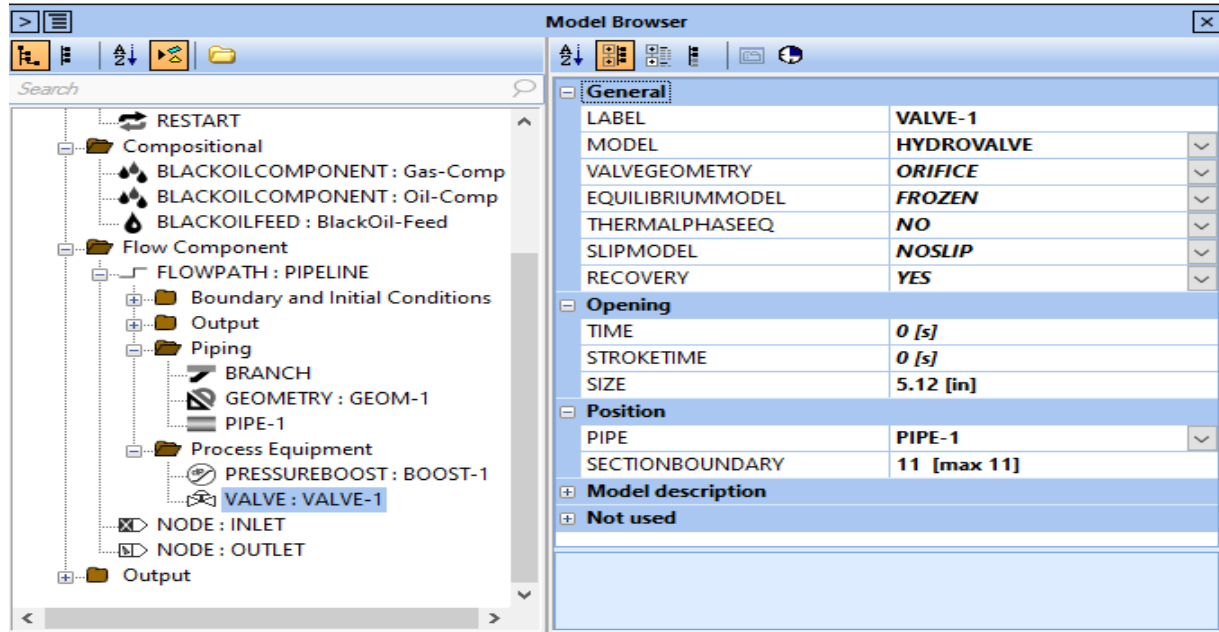 Model Browser
Search
RESTART
Compositional
BLACKOILCOMPONENT : Gas-Comp
BLACKOILCOMPONENT : Oil-Comp
BLACKOILFEED : BlackOil-Feed
Flow Component
FLOWPATH : PIPELINE
Boundary and Initial Conditions
Output
Piping
BRANCH
GEOMETRY : GEOM-1
PIPE-1
Process Equipment
PRESSUREBOOST : BOOST-1
VALVE : VALVE-1
NODE : INLET
NODE : OUTLET
Output
General
LABEL VALVE-1
MODEL HYDROVALVE
VALVEGEOMETRY ORIFICE
EQUILIBRIUMMODEL FROZEN
THERMALPHASEEQ NO
SLIPMODEL NOSLIP
RECOVERY YES
Opening
TIME 0 [s]
STROKETIME 0 [s]
SIZE 5.12 [in]
Position
PIPE PIPE-1
SECTIONBOUNDARY 11 [max 11]
Model description
Not used